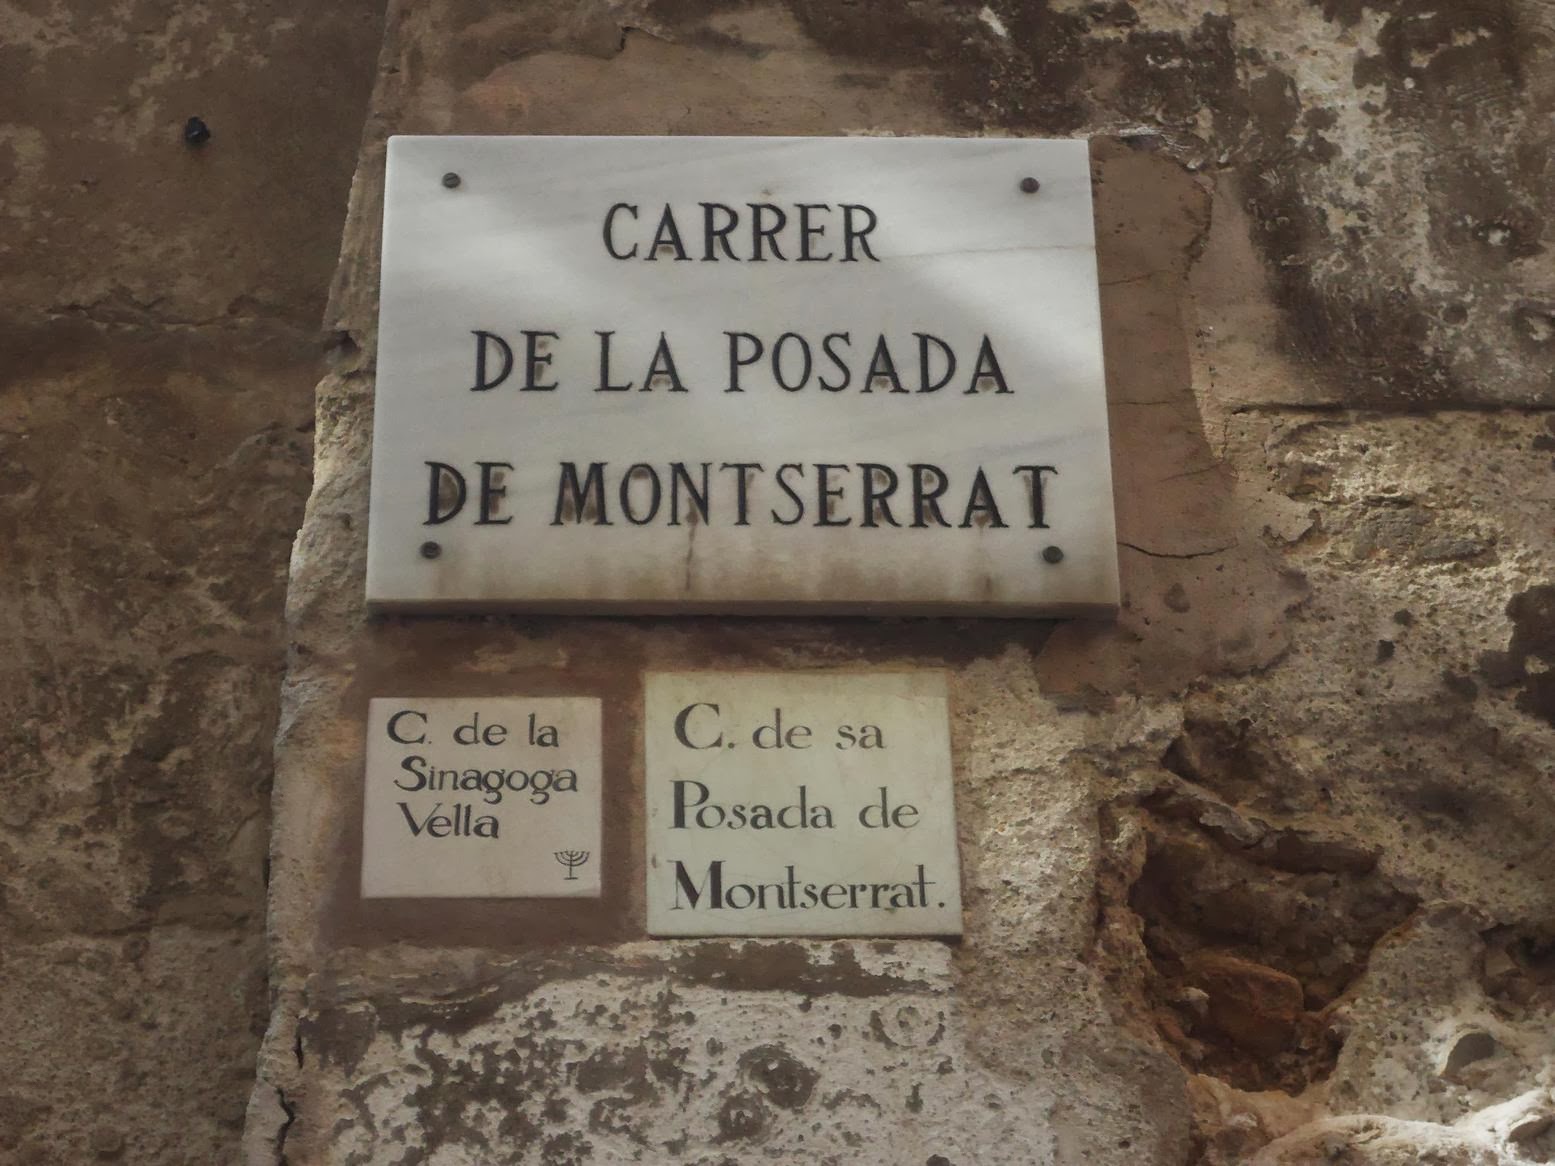 CARRER
DE LA POSADA
DE MONTSERRAT
C. de la
Sinagoga
Vella
C. de sa
Posada de
Montserrat.